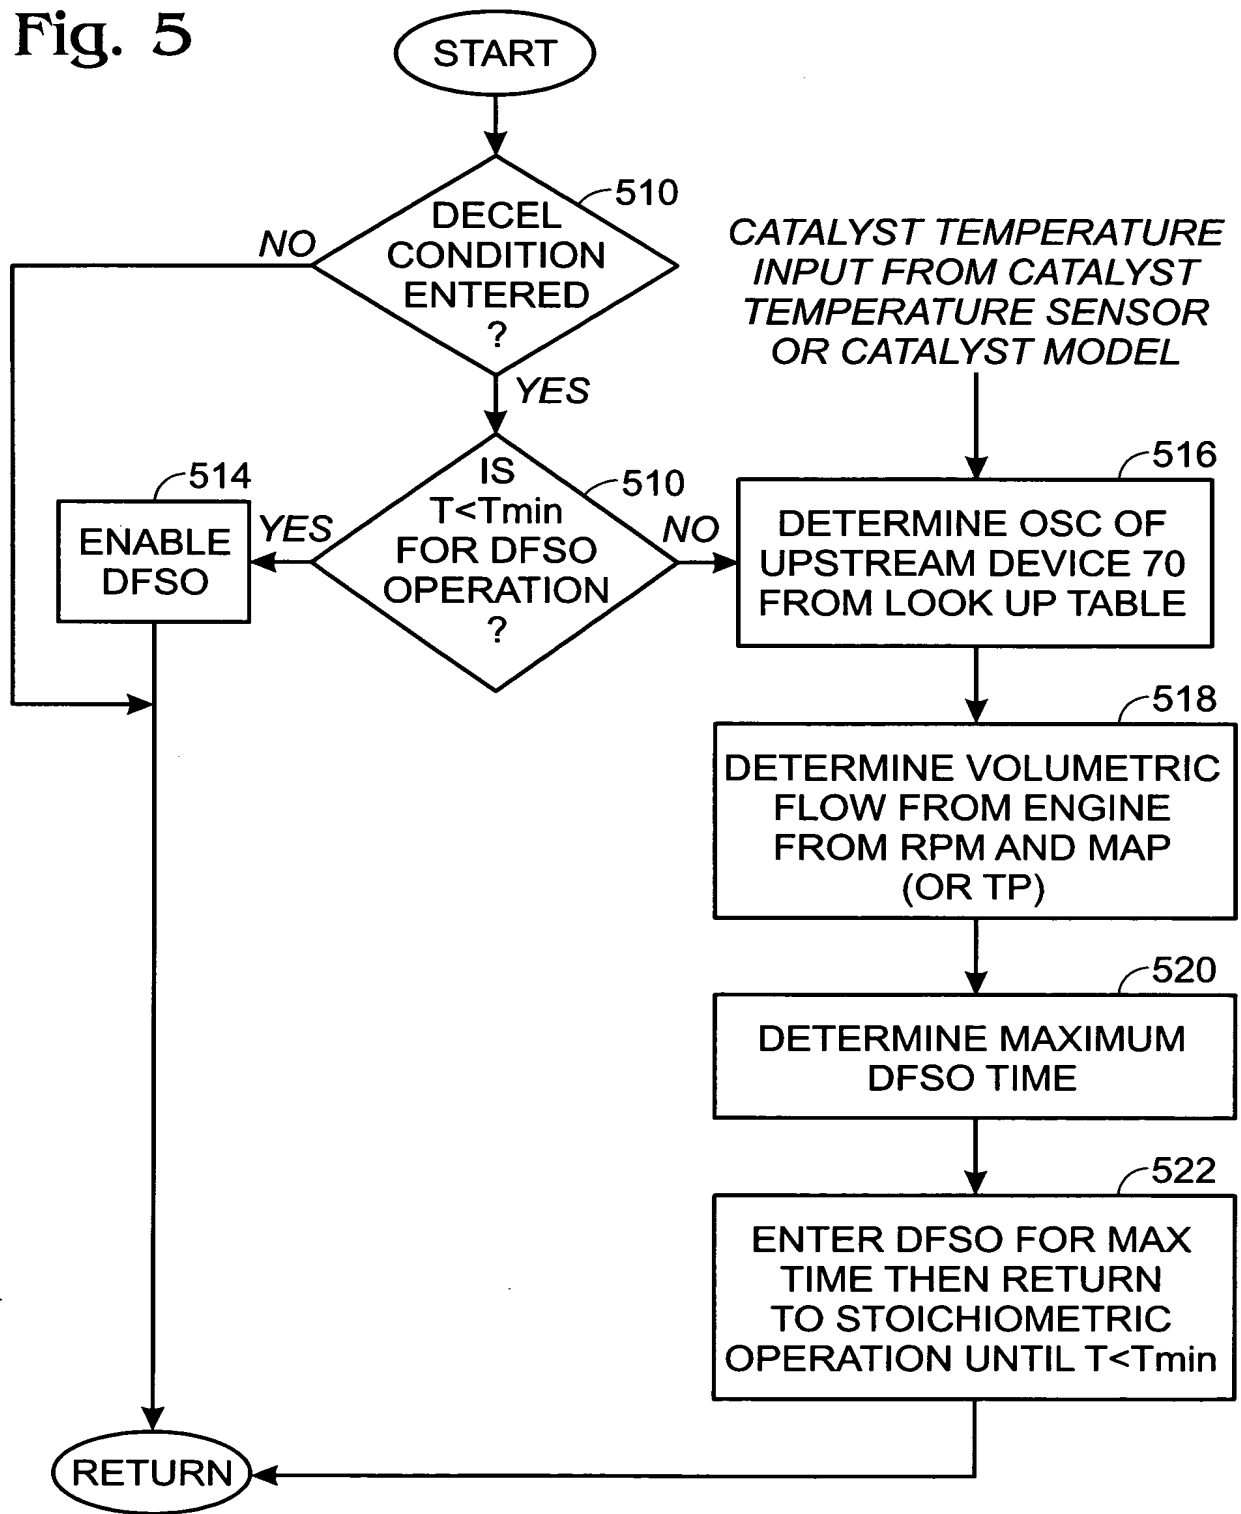 Fig. 5
START
510
DECEL
CONDITION
ENTERED
?
NO
YES
CATALYST TEMPERATURE
INPUT FROM CATALYST
TEMPERATURE SENSOR
OR CATALYST MODEL
510
IS
T<Tmin
FOR DFSO
OPERATION
?
YES
NO
514
ENABLE
DFSO
516
DETERMINE OSC OF
UPSTREAM DEVICE 70
FROM LOOK UP TABLE
518
DETERMINE VOLUMETRIC
FLOW FROM ENGINE
FROM RPM AND MAP
(OR TP)
520
DETERMINE MAXIMUM
DFSO TIME
522
ENTER DFSO FOR MAX
TIME THEN RETURN
TO STOICHIOMETRIC
OPERATION UNTIL T<Tmin
RETURN